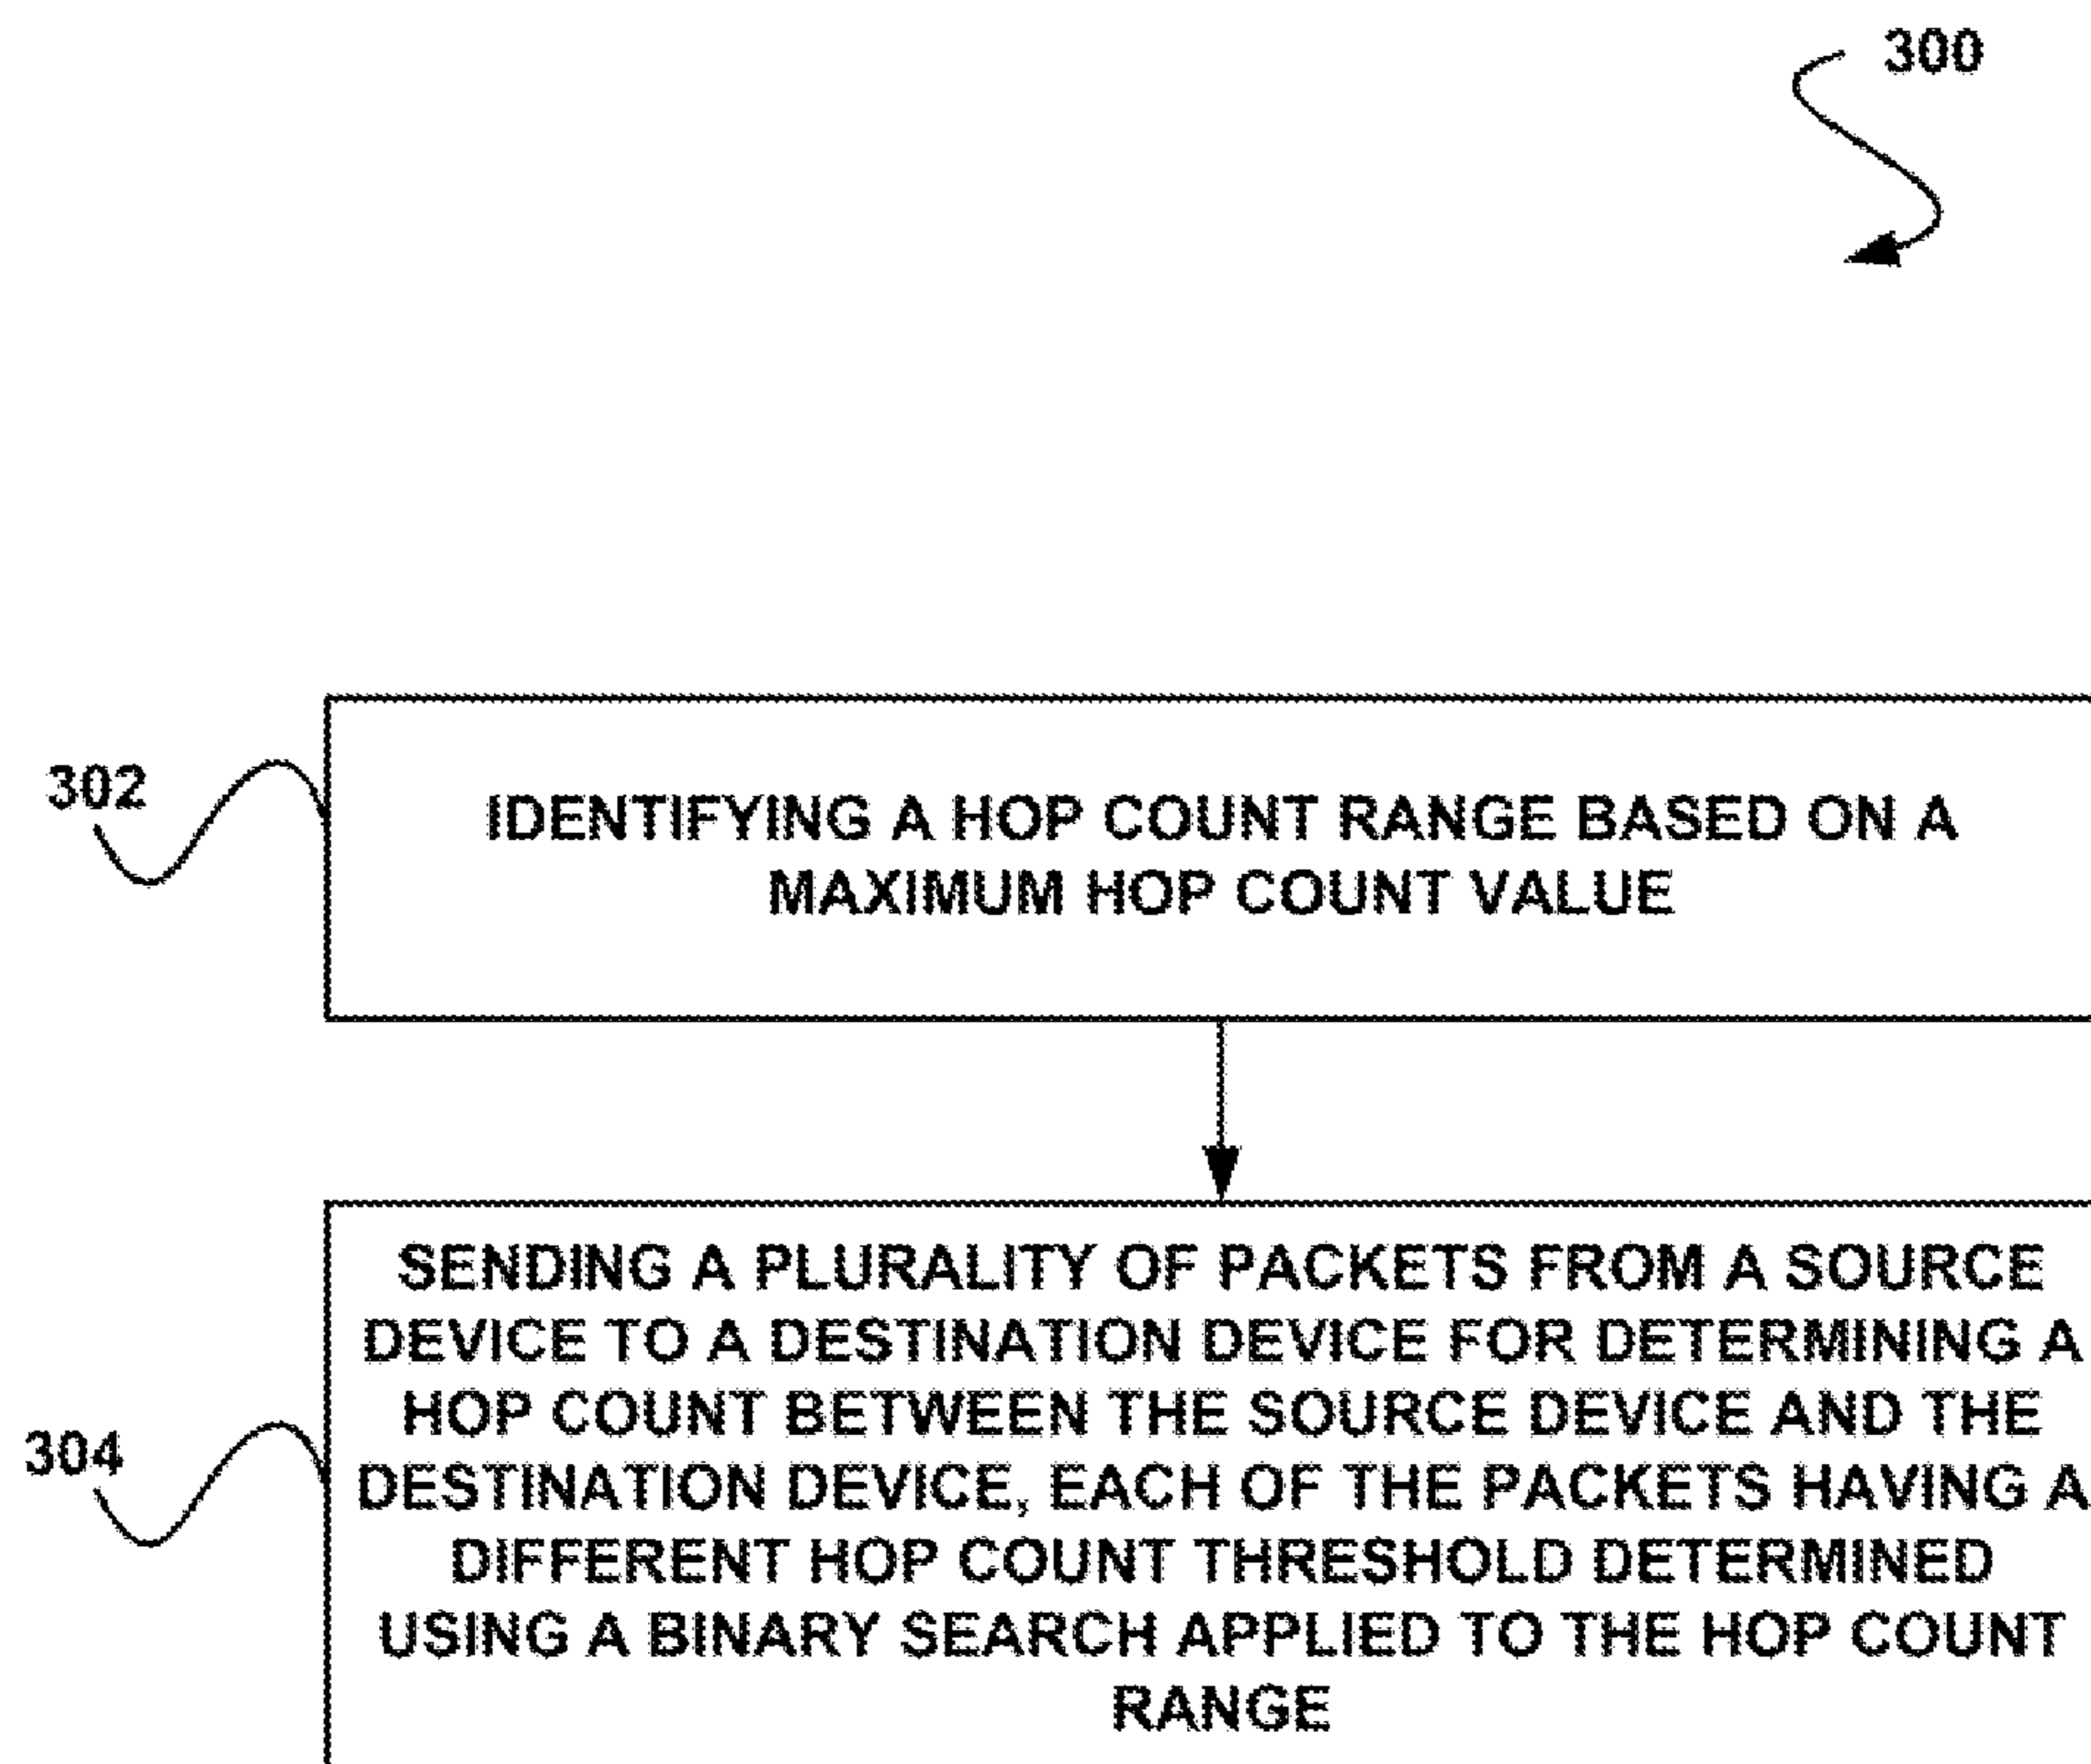 300
302
IDENTIFYING A HOP COUNT RANGE BASED ON A
MAXIMUM HOP COUNT VALUE
304
SENDING A PLURALITY OF PACKETS FROM A SOURCE
DEVICE TO A DESTINATION DEVICE FOR DETERMINING A
HOP COUNT BETWEEN THE SOURCE DEVICE AND THE
DESTINATION DEVICE, EACH OF THE PACKETS HAVING A
DIFFERENT HOP COUNT THRESHOLD DETERMINED
USING A BINARY SEARCH APPLIED TO THE HOP COUNT
RANGE